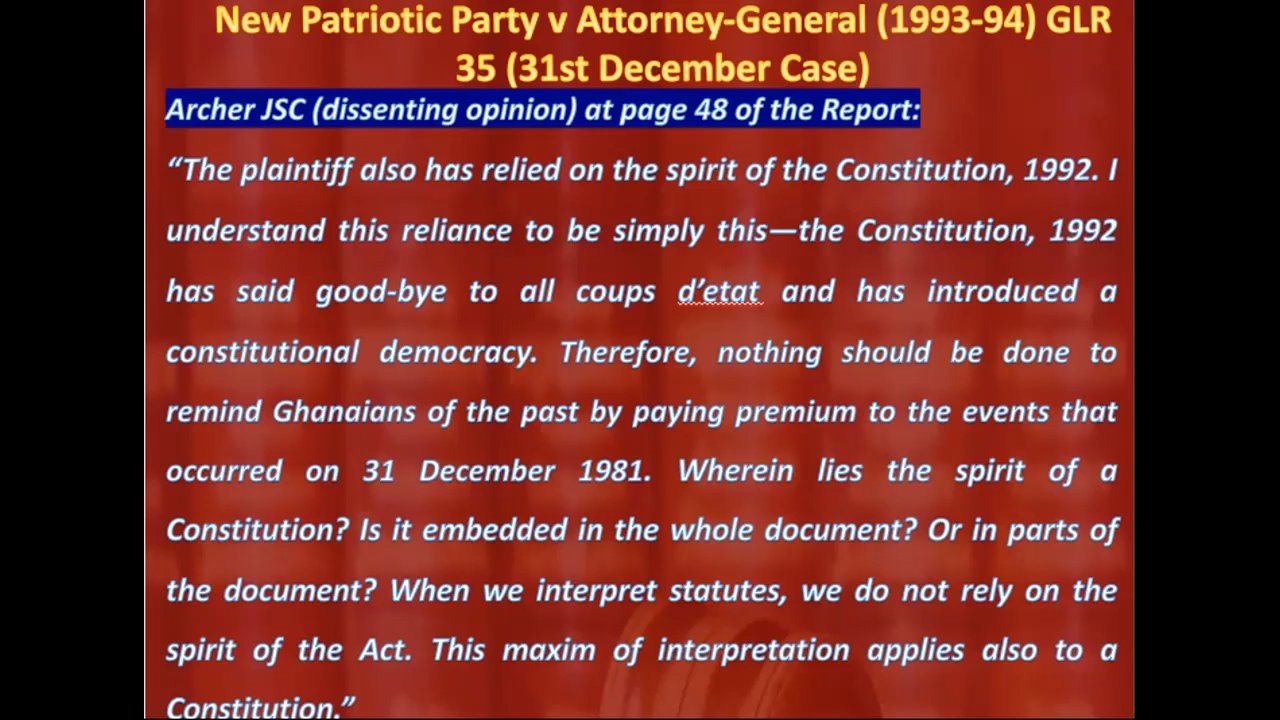 New Patriotic Party v Attorney-General (1993-94) GLR
35 (31st December Case)
Archer JSC (dissenting opinion) at page 48 of the Report:
“The plaintiff also has relied on the spirit of the Constitution, 1992. I
understand this reliance to be simply this—the Constitution, 1992
has said good-bye to all coups d’etat and has introduced a
constitutional democracy. Therefore, nothing should be done to
remind Ghanaians of the past by paying premium to the events that
occurred on 31 December 1981. Wherein lies the spirit of a
Constitution? Is it embedded in the whole document? Or in parts of
the document? When we interpret statutes, we do not rely on the
spirit of the Act. This maxim of interpretation applies also to a
Constitution.”